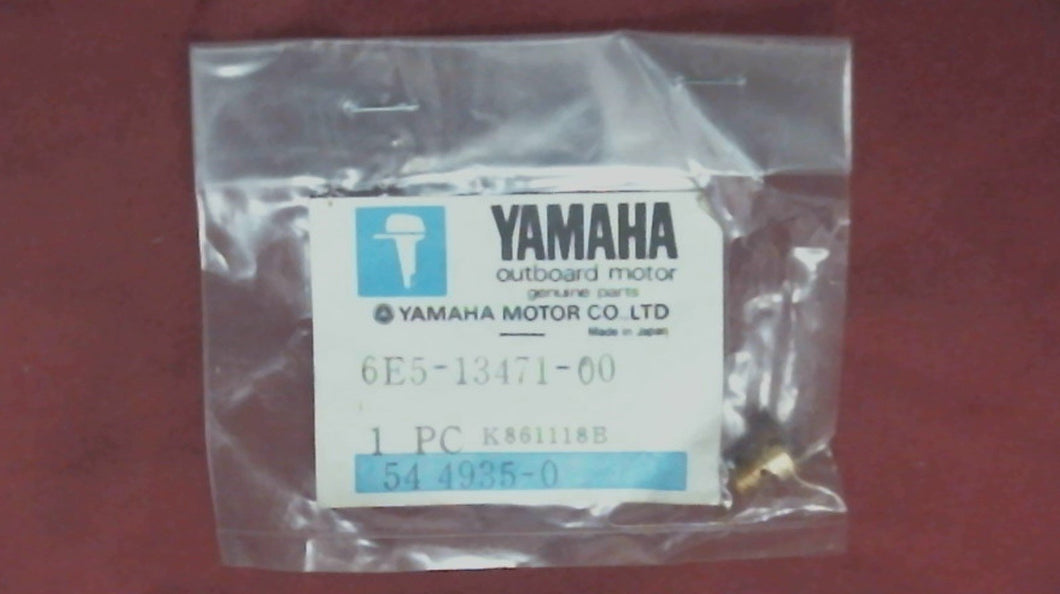 YAMAHA
outboard motor
genuine parts
YAMAHA MOTOR CO.,LTD
Made in Japan
6E5-13471-00
1 PC K861118B
54 4935-0